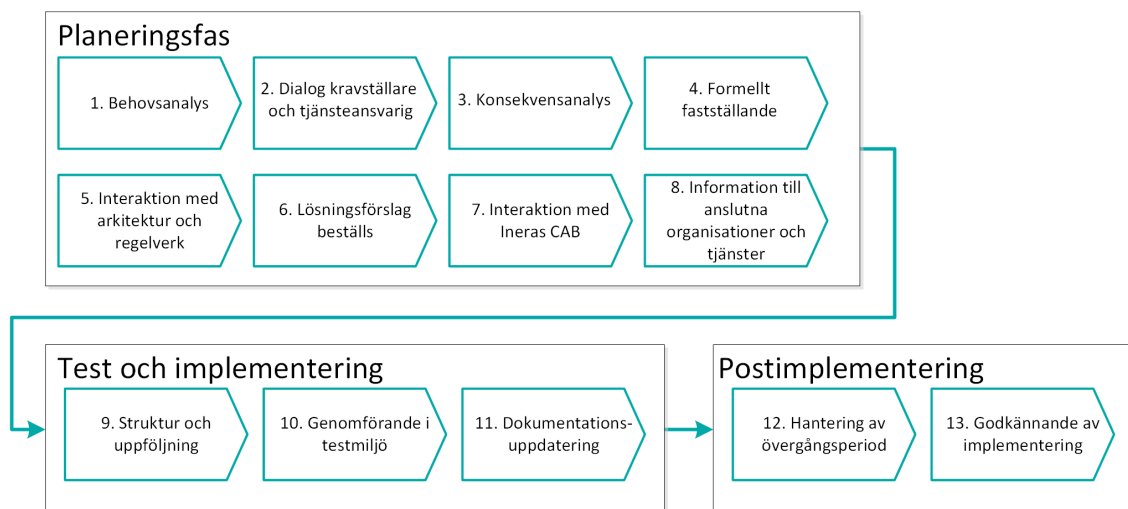 Planeringsfas
1. Behovsanalys
2. Dialog kravställare
och tjänsteansvarig
3. Konsekvensanalys
4. Formellt
fastställande
5. Interaktion med
arkitektur och
regelverk
6. Lösningsförslag
beställs
7. Interaktion med
Ineras CAB
8. Information till
anslutna
organisationer och
tjänster
Test och implementering
9. Struktur och
uppföljning
10. Genomförande i
testmiljö
11. Dokumentations-
uppdatering
Postimplementering
12. Hantering av
övergångsperiod
13. Godkännande av
implementering